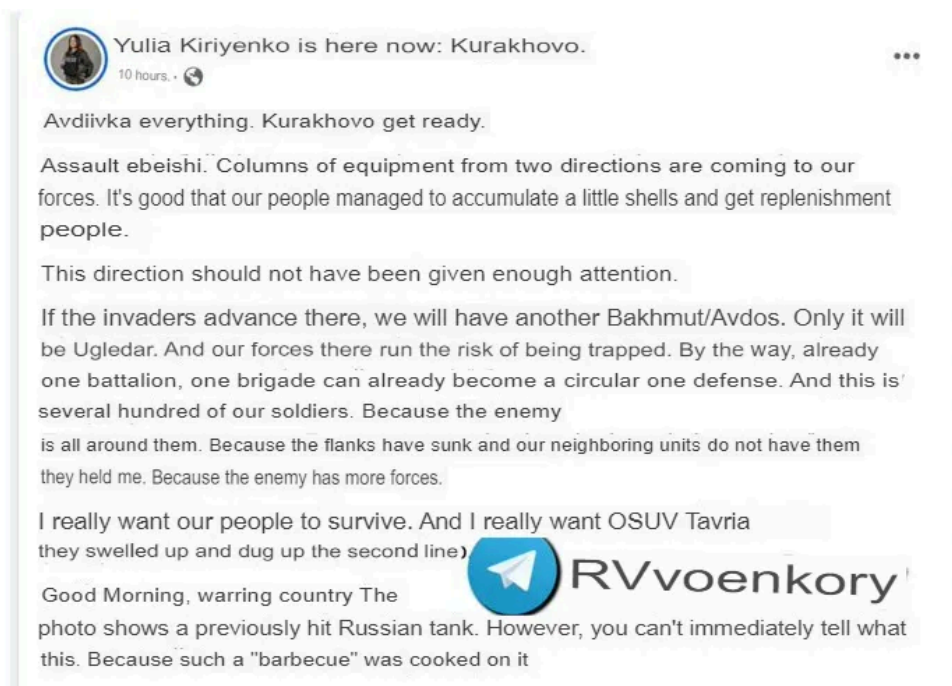 Yulia Kiriyenko is here now: Kurakhovo.
10 hours. ·
Avdiivka everything. Kurakhovo get ready.
Assault ebeishi. Columns of equipment from two directions are coming to our
forces. It's good that our people managed to accumulate a little shells and get replenishment
people.
This direction should not have been given enough attention.
If the invaders advance there, we will have another Bakhmut/Avdos. Only it will
be Ugledar. And our forces there run the risk of being trapped. By the way, already
one battalion, one brigade can already become a circular one defense. And this is
several hundred of our soldiers. Because the enemy
is all around them. Because the flanks have sunk and our neighboring units do not have them
they held me. Because the enemy has more forces.
I really want our people to survive. And I really want OSUV Tavria
they swelled up and dug up the second line)
RVvoenkory
Good Morning, warring country The
photo shows a previously hit Russian tank. However, you can't immediately tell what
this. Because such a "barbecue" was cooked on it